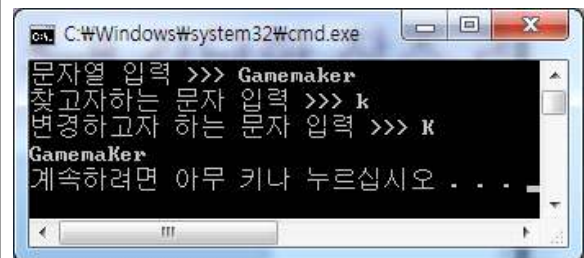 C:₩Windows₩system32₩cmd.exe
문자열 입력 >>> Gamemaker
찾고자하는 문자 입력 >>> k
변경하고자 하는 문자 입력 >>> K
GamemaKer
계속하려면 아무 키나 누르십시오 . . .